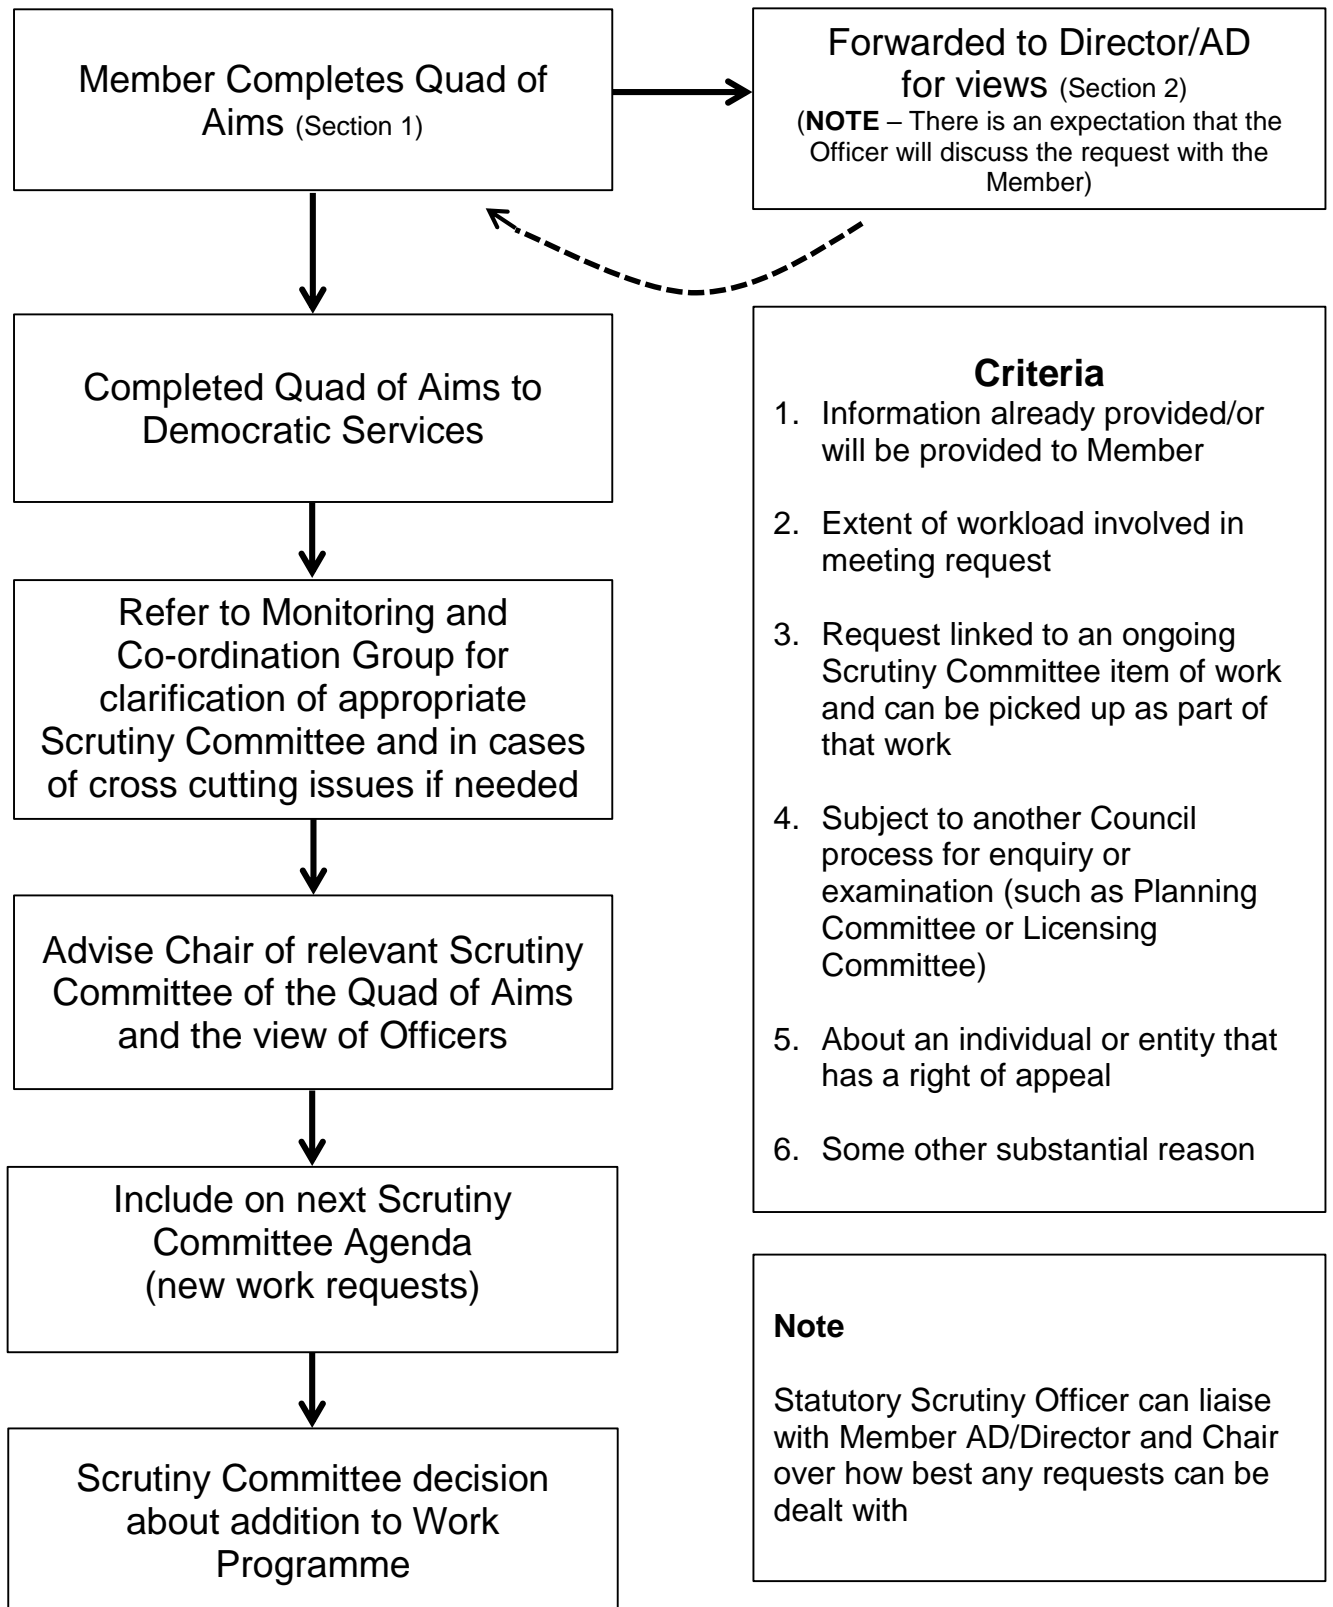 Member Completes Quad of
Aims (Section 1)
Forwarded to Director/AD
for views (Section 2)
(NOTE – There is an expectation that the
Officer will discuss the request with the
Member)
Completed Quad of Aims to
Democratic Services
Refer to Monitoring and
Co-ordination Group for
clarification of appropriate
Scrutiny Committee and in cases
of cross cutting issues if needed
Advise Chair of relevant Scrutiny
Committee of the Quad of Aims
and the view of Officers
Include on next Scrutiny
Committee Agenda
(new work requests)
Scrutiny Committee decision
about addition to Work
Programme
Criteria
1. Information already provided/or
will be provided to Member
2. Extent of workload involved in
meeting request
3. Request linked to an ongoing
Scrutiny Committee item of work
and can be picked up as part of
that work
4. Subject to another Council
process for enquiry or
examination (such as Planning
Committee or Licensing
Committee)
5. About an individual or entity that
has a right of appeal
6. Some other substantial reason
Note
Statutory Scrutiny Officer can liaise
with Member AD/Director and Chair
over how best any requests can be
dealt with